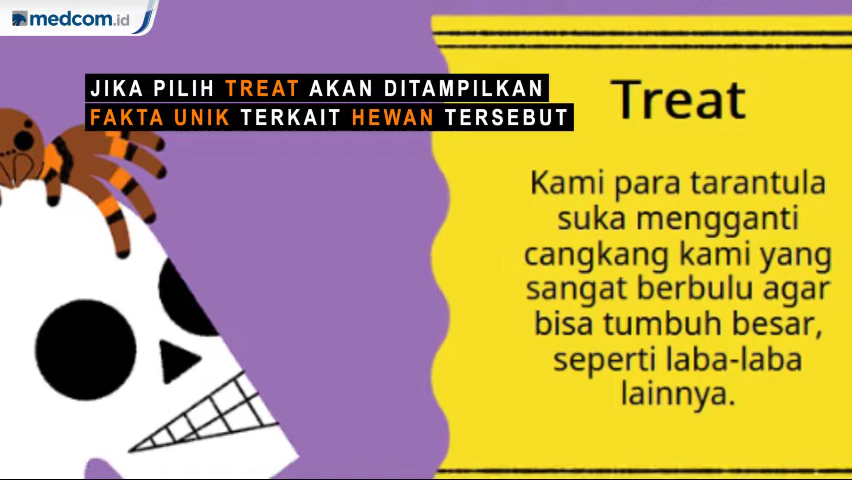 medcom.id
JIKA PILIH TREAT AKAN DITAMPILKAN
FAKTA UNIK TERKAIT HEWAN TERSEBUT
Treat
Kami para tarantula
suka mengganti
cangkang kami yang
sangat berbulu agar
bisa tumbuh besar,
seperti laba-laba
lainnya.